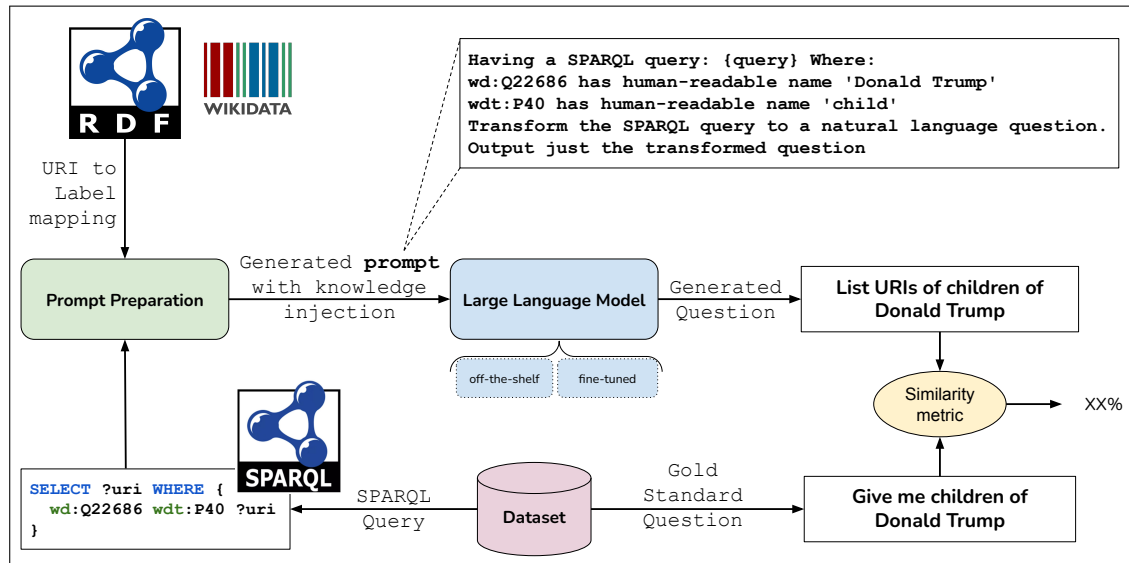 RDF
WIKIDATA
Having a SPARQL query: {query} Where:
wd:Q22686 has human-readable name 'Donald Trump'
wdt:P40 has human-readable name 'child'
Transform the SPARQL query to a natural language question.
Output just the transformed question
URI to
Label
mapping
Prompt Preparation
Generated prompt
with knowledge
injection
Large Language Model
off-the-shelf
fine-tuned
Generated
Question
List URIs of children of
Donald Trump
Similarity
metric
XX%
SPARQL
SELECT ?uri WHERE {
wd:Q22686 wdt:P40 ?uri
}
SPARQL
Query
Dataset
Gold
Standard
Question
Give me children of
Donald Trump